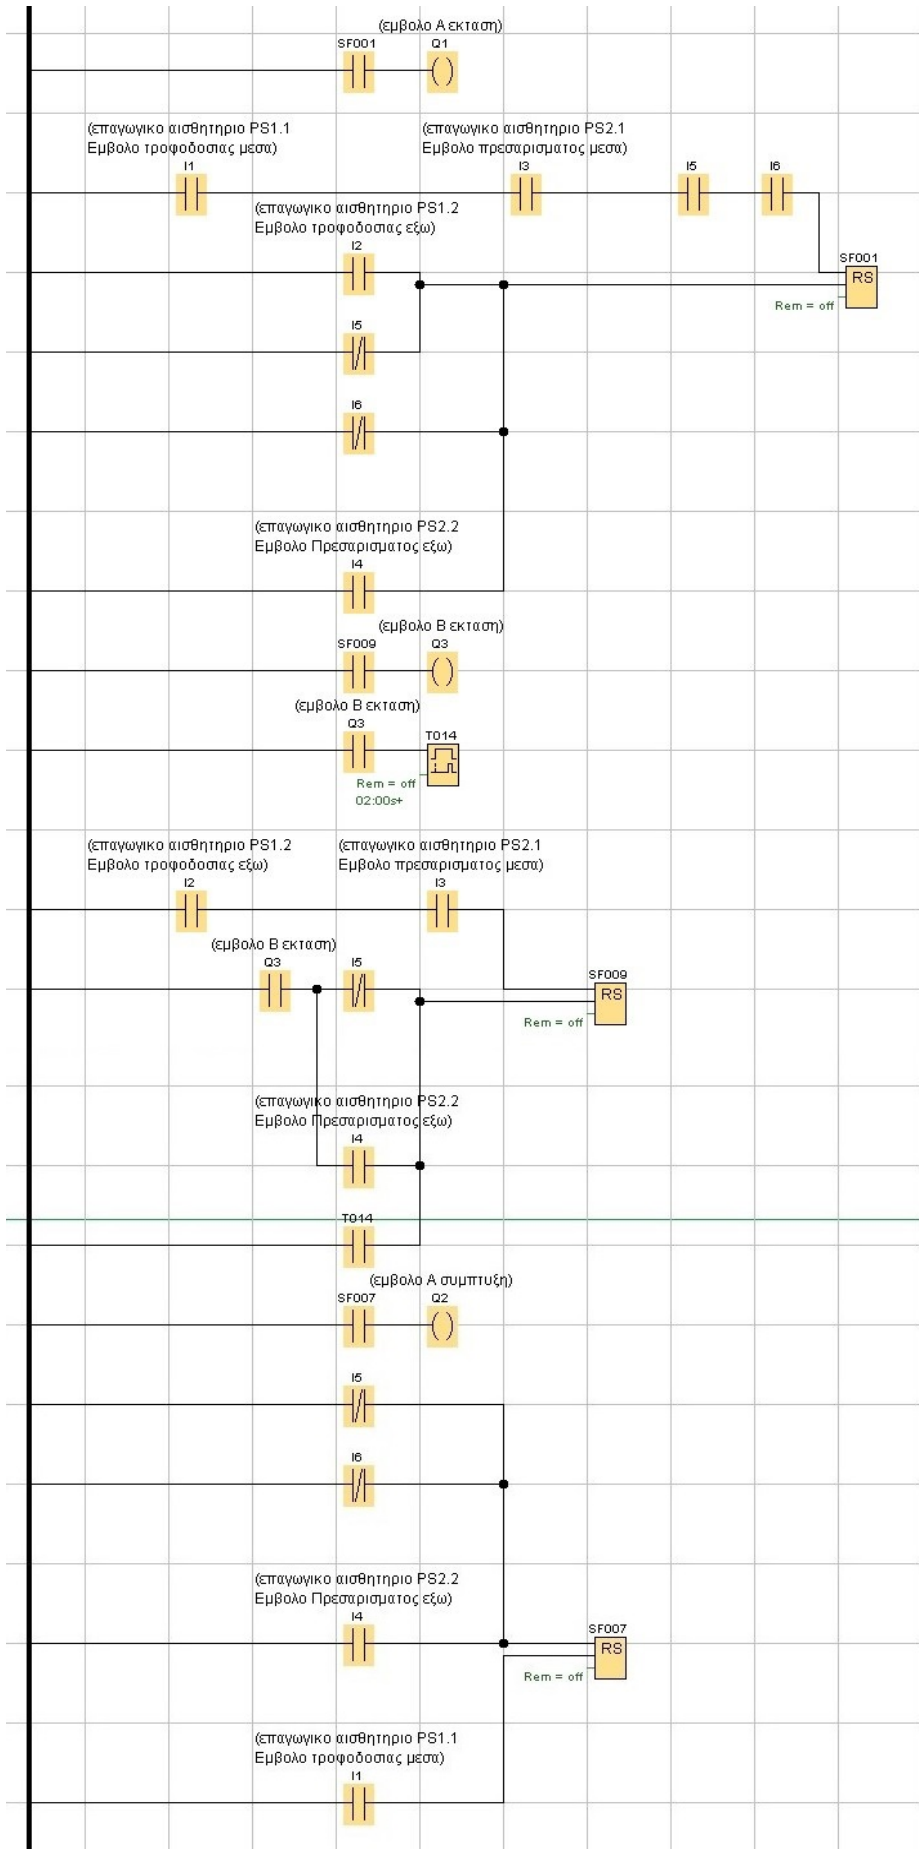 (εμβολο Α εκταση)
SF001
Q1
(επαγωγικο αισθητηριο PS1.1
Εμβολο τροφοδοσιας μεσα)
I1
(επαγωγικο αισθητηριο PS2.1
Εμβολο πρεσαρισματος μεσα)
I3
I5
I6
(επαγωγικο αισθητηριο PS1.2
Εμβολο τροφοδοσιας εξω)
I2
SF001
RS
Rem = off
I5
I6
(επαγωγικο αισθητηριο PS2.2
Εμβολο Πρεσαρισματος εξω)
I4
(εμβολο Β εκταση)
SF009
Q3
(εμβολο Β εκταση)
Q3
T014
Rem = off
02:00s+
(επαγωγικο αισθητηριο PS1.2
Εμβολο τροφοδοσιας εξω)
I2
(επαγωγικο αισθητηριο PS2.1
Εμβολο πρεσαρισματος μεσα)
I3
(εμβολο Β εκταση)
Q3
I5
SF009
RS
Rem = off
(επαγωγικο αισθητηριο PS2.2
Εμβολο Πρεσαρισματος εξω)
I4
T014
(εμβολο Α συμπτυξη)
SF007
Q2
I5
I6
(επαγωγικο αισθητηριο PS2.2
Εμβολο Πρεσαρισματος εξω)
I4
SF007
RS
Rem = off
(επαγωγικο αισθητηριο PS1.1
Εμβολο τροφοδοσιας μεσα)
I1